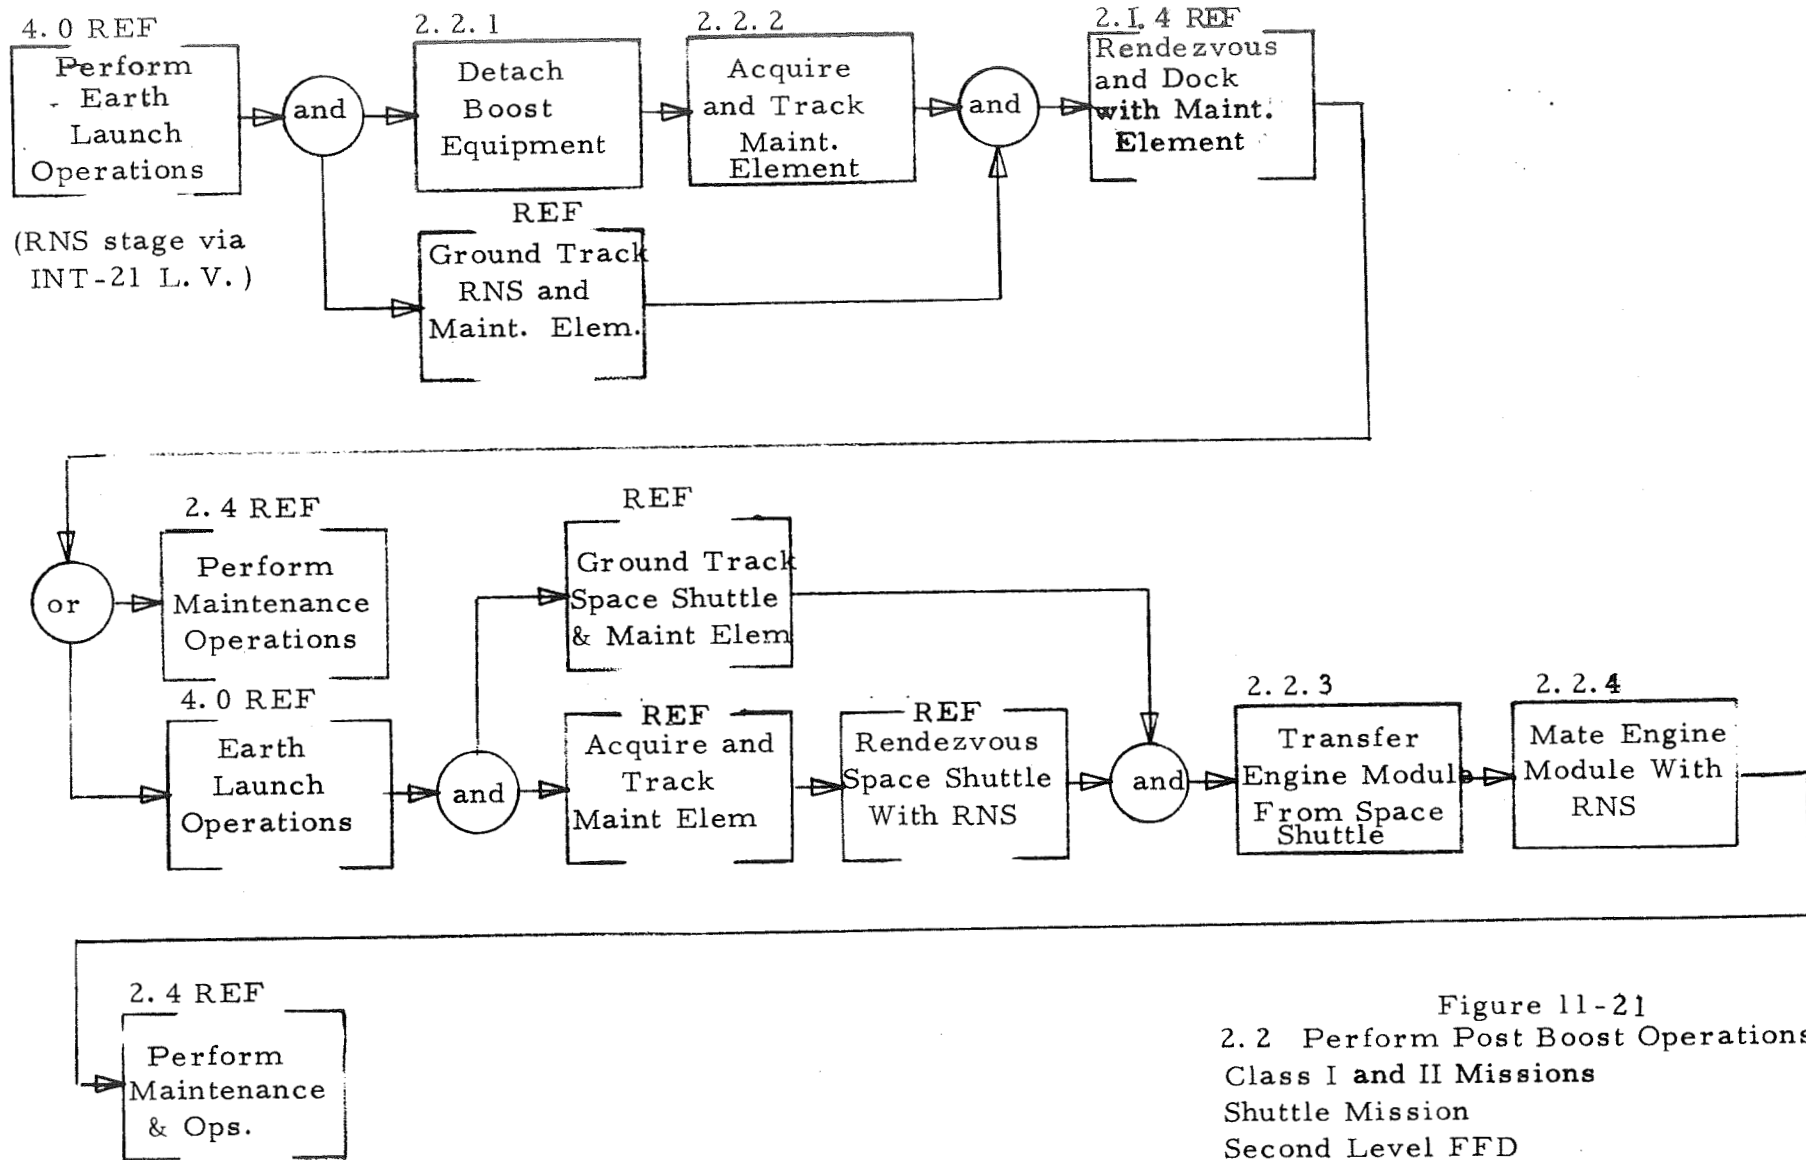 4.0 REF
Perform
Earth
Launch
Operations
(RNS stage via
INT-21 L. V. )
and
2.2.1
Detach
Boost
Equipment
2.2.2
Acquire
and Track
Maint.
Element
REF
Ground Track
RNS and
Maint. Elem.
and
2.1.4 REF
Rendezvous
and Dock
with Maint.
Element
or
2.4 REF
Perform
Maintenance
Operations
4.0 REF
Earth
Launch
Operations
and
REF
Ground Track
Space Shuttle
& Maint Elem
REF
Acquire and
Track
Maint Elem
REF
Rendezvous
Space Shuttle
With RNS
and
2.2.3
Transfer
Engine Module
From Space
Shuttle
2.2.4
Mate Engine
Module With
RNS
2.4 REF
Perform
Maintenance
& Ops.
Figure 11-21
2.2 Perform Post Boost Operations
Class I and II Missions
Shuttle Mission
Second Level FFD